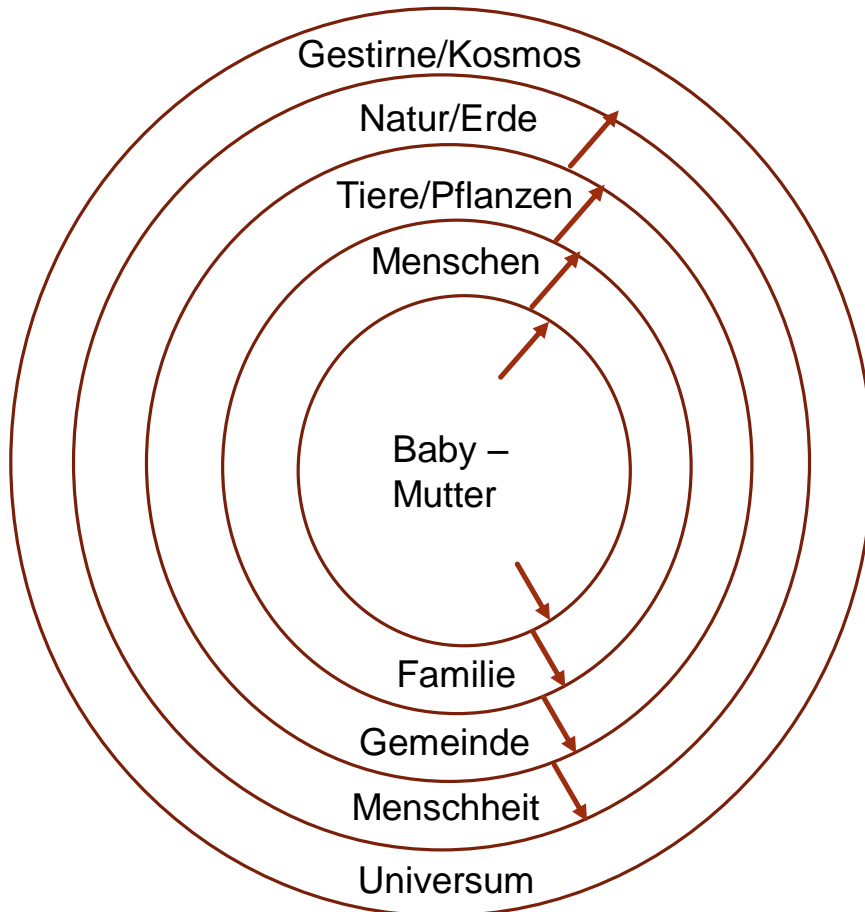 Gestirne/Kosmos
Natur/Erde
Tiere/Pflanzen
Menschen
Baby –
Mutter
Familie
Gemeinde
Menschheit
Universum